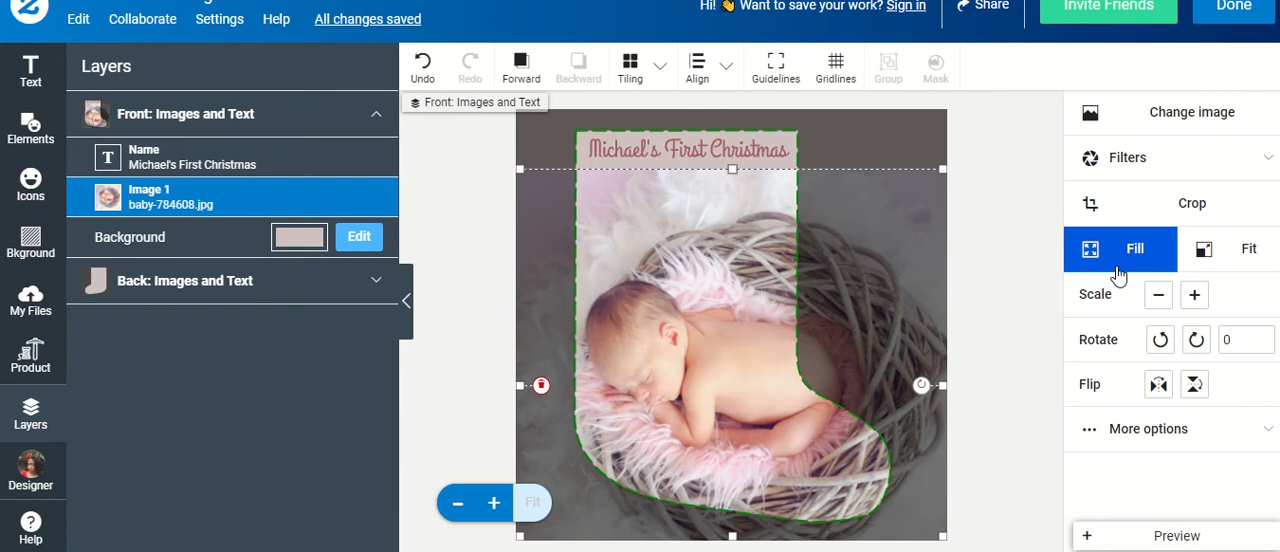 Edit Collaborate Settings Help All changes saved
Hi! 👋 Want to save your work? Sign in Share Invite Friends Done
Text
Elements
Icons
Bkground
My Files
Product
Layers
Designer
Help
Layers
Front: Images and Text
T Name
Michael's First Christmas
Image 1
baby-784608.jpg
Background Edit
Back: Images and Text
Undo Redo Forward Backward Tiling Align Guidelines Gridlines Group Mask
Front: Images and Text
Michael's First Christmas
− + Fit
Change image
Filters
Crop
Fill Fit
Scale − +
Rotate 0
Flip
More options
+ Preview